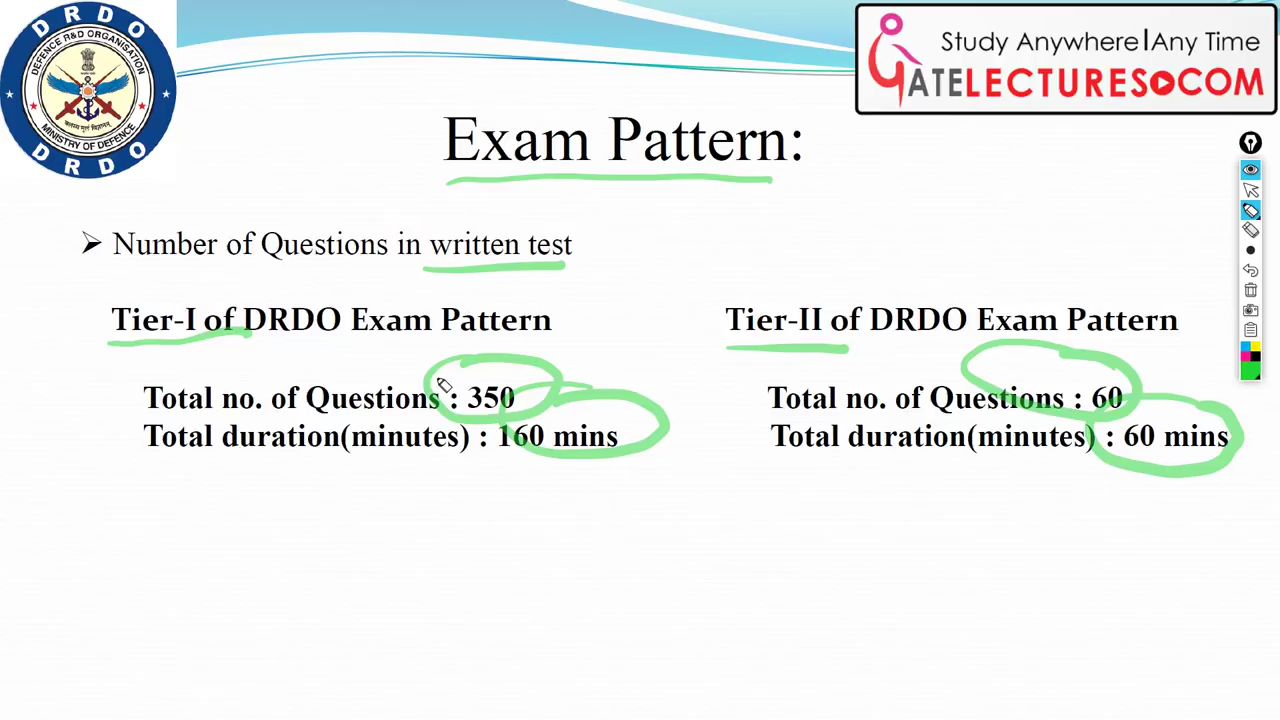 DRDO
DEFENCE R&D ORGANISATION
MINISTRY OF DEFENCE
DRDO
Study Anywhere|Any Time
GATELECTURES.COM
Exam Pattern:
➢ Number of Questions in written test
Tier-I of DRDO Exam Pattern
Total no. of Questions : 350
Total duration(minutes) : 160 mins
Tier-II of DRDO Exam Pattern
Total no. of Questions : 60
Total duration(minutes) : 60 mins